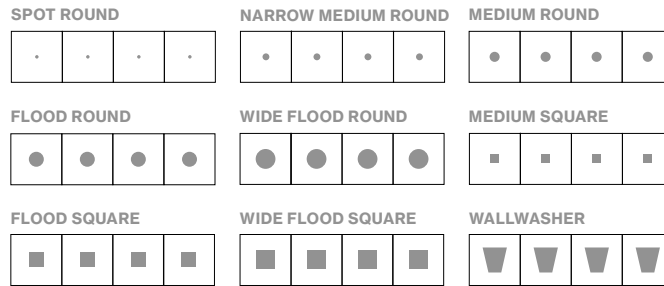 SPOT ROUND
NARROW MEDIUM ROUND
MEDIUM ROUND
FLOOD ROUND
WIDE FLOOD ROUND
MEDIUM SQUARE
FLOOD SQUARE
WIDE FLOOD SQUARE
WALLWASHER